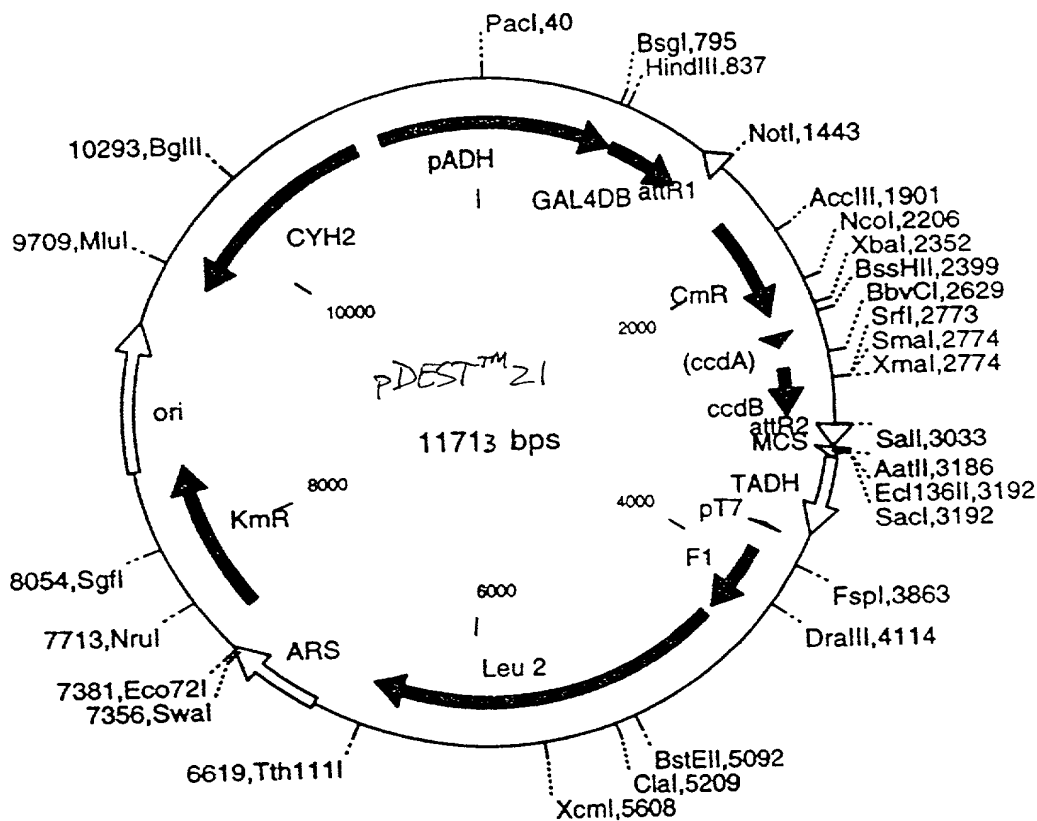 PacI,40
BsgI,795
HindIII.837
NotI,1443
AccIII,1901
NcoI,2206
XbaI,2352
BssHII,2399
BbvCI,2629
SrfI,2773
SmaI,2774
XmaI,2774
SalI,3033
AatII,3186
Ecl136II,3192
SacI,3192
FspI,3863
DraIII,4114
BstEII,5092
ClaI,5209
XcmI,5608
6619,Tth111I
7356,SwaI
7381,Eco72I
7713,NruI
8054,SgfI
9709,MluI
10293,BglII
pADH
GAL4DB
attR1
CmR
(ccdA)
ccdB
attR2
MCS
TADH
pT7
F1
Leu 2
ARS
KmR
ori
CYH2
2000
4000
6000
8000
10000
pDEST™21
11713 bps